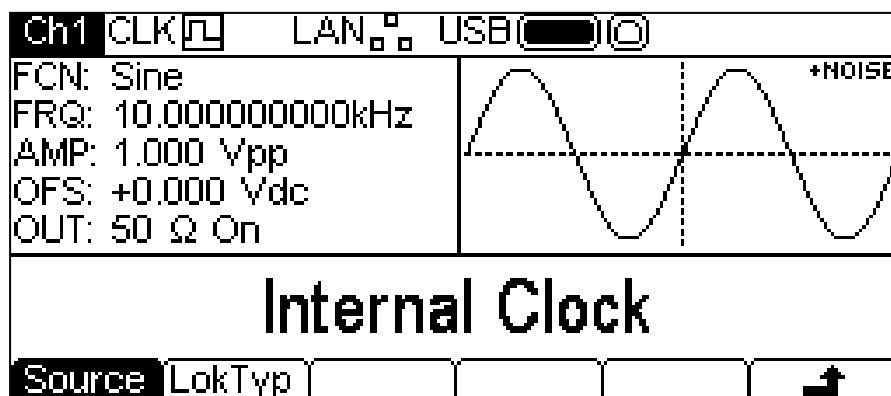 Ch1 CLK LAN USB
FCN: Sine
FRQ: 10.000000000kHz
AMP: 1.000 Vpp
OFS: +0.000 Vdc
OUT: 50 Ω On
+NOISE
Internal Clock
Source LokTyp